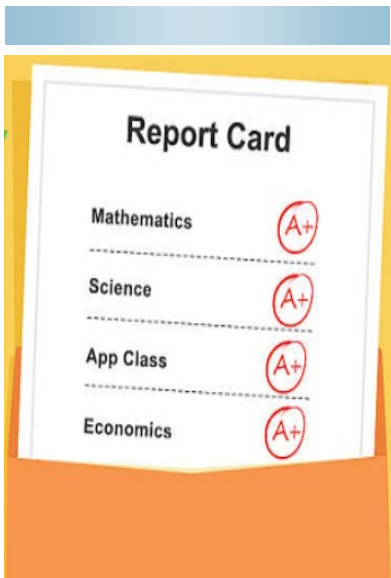 Report Card
Mathematics A+
Science A+
App Class A+
Economics A+